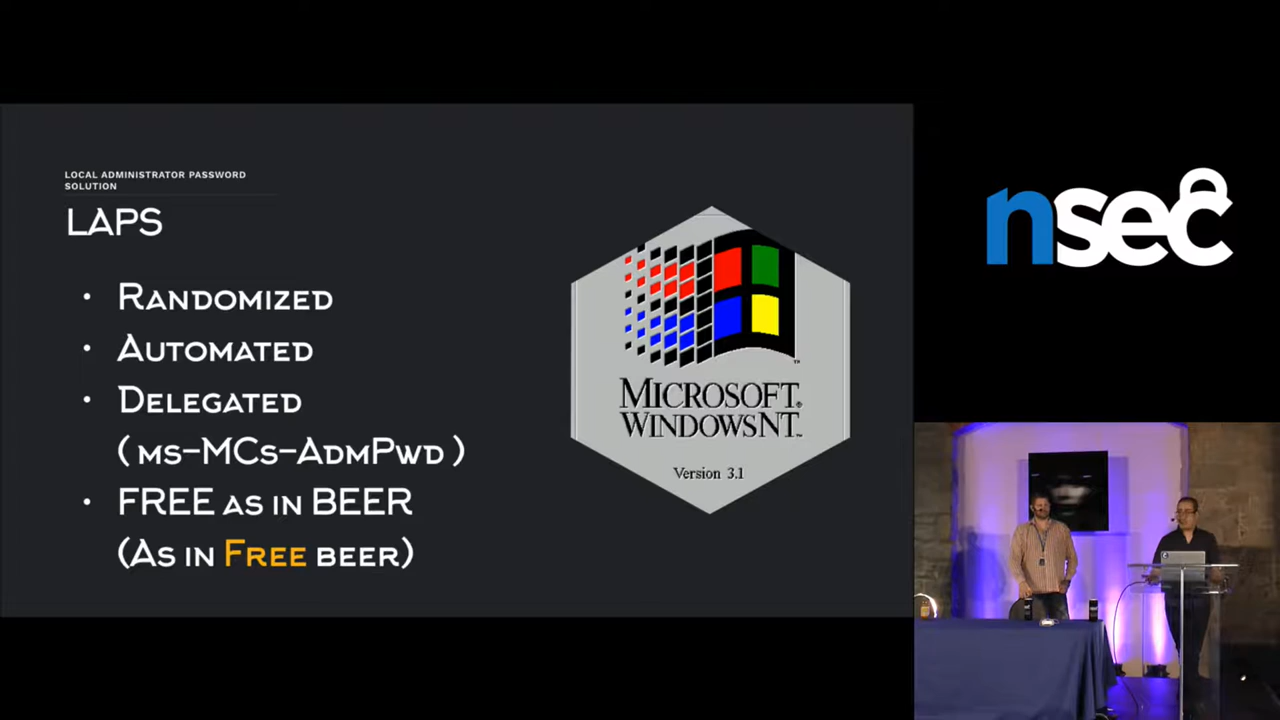 LOCAL ADMINISTRATOR PASSWORD
SOLUTION
LAPS
• Randomized
• Automated
• Delegated
(ms-MCs-AdmPwd)
• FREE as in BEER
(As in Free beer)
MICROSOFT®
WINDOWS NT™
Version 3.1
nsec